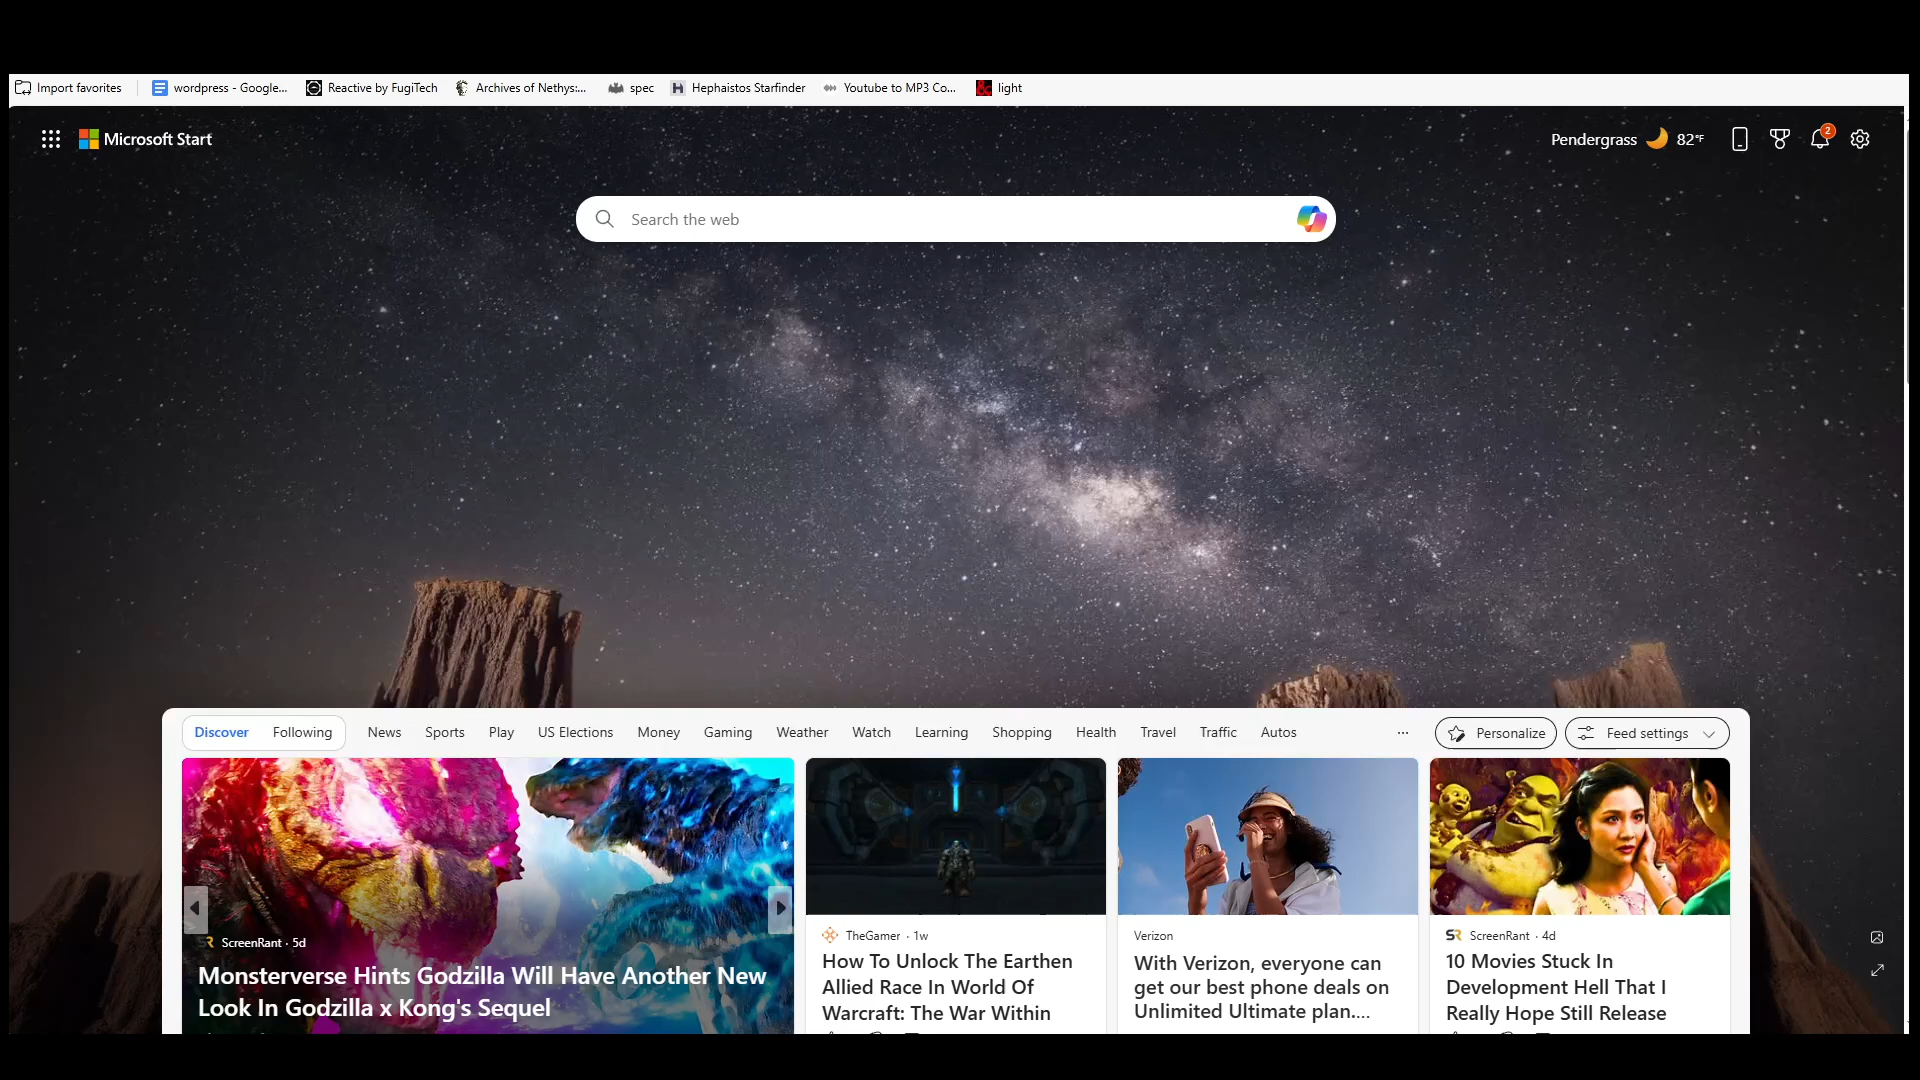 Import favorites
wordpress - Google...
Reactive by FugiTech
Archives of Nethys:...
spec
Hephaistos Starfinder
Youtube to MP3 Co...
light
Microsoft Start
Pendergrass 82°F
2
Search the web
Discover
Following
News
Sports
Play
US Elections
Money
Gaming
Weather
Watch
Learning
Shopping
Health
Travel
Traffic
Autos
...
Personalize
Feed settings
ScreenRant · 5d
Monsterverse Hints Godzilla Will Have Another New
Look In Godzilla x Kong's Sequel
TheGamer · 1w
How To Unlock The Earthen
Allied Race In World Of
Warcraft: The War Within
Verizon
With Verizon, everyone can
get our best phone deals on
Unlimited Ultimate plan....
ScreenRant · 4d
10 Movies Stuck In
Development Hell That I
Really Hope Still Release